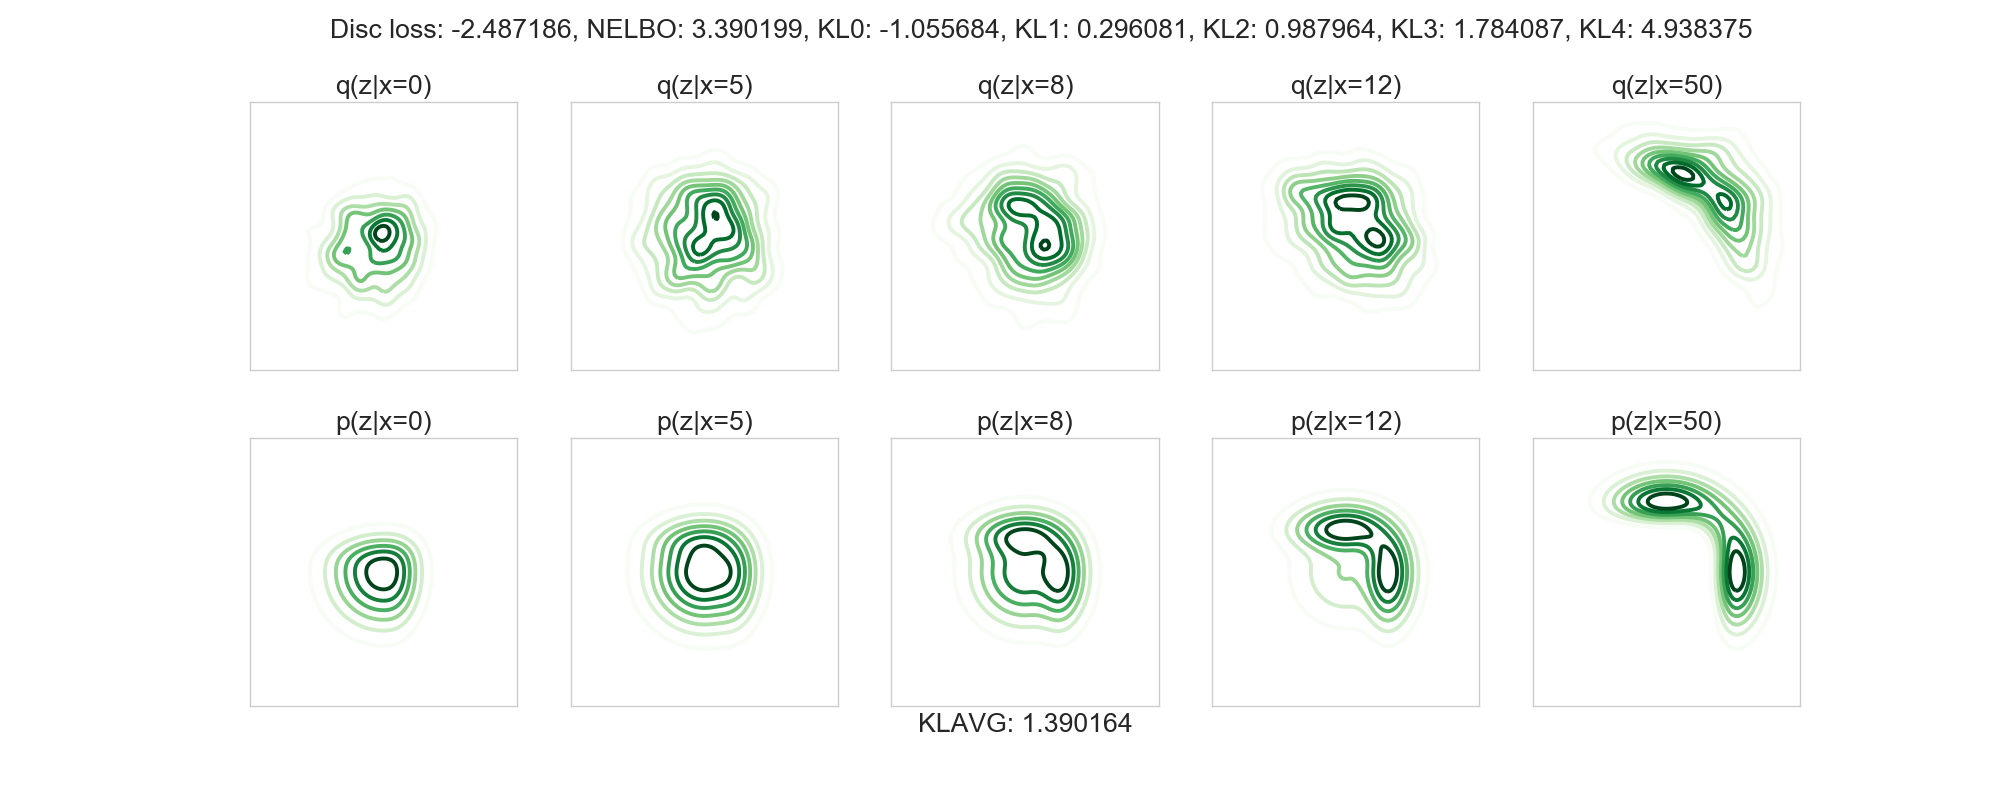 Disc loss: -2.487186, NELBO: 3.390199, KL0: -1.055684, KL1: 0.296081, KL2: 0.987964, KL3: 1.784087, KL4: 4.938375
q(z|x=0) q(z|x=5) q(z|x=8) q(z|x=12) q(z|x=50)
p(z|x=0) p(z|x=5) p(z|x=8) p(z|x=12) p(z|x=50)
KLAVG: 1.390164